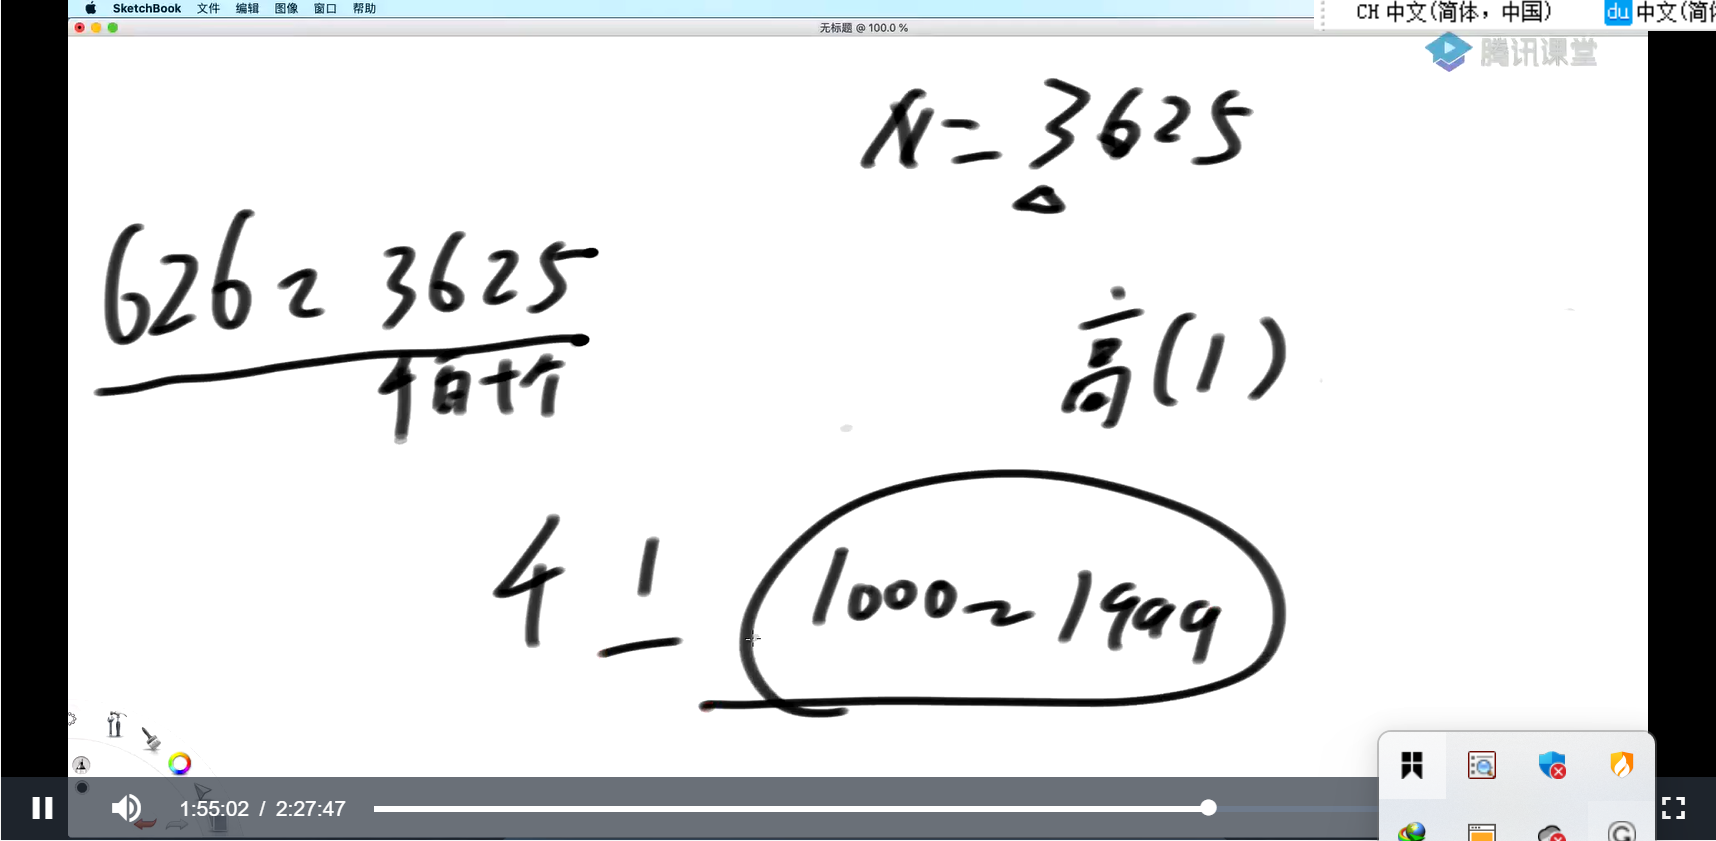 SketchBook 文件 编辑 图像 窗口 帮助
CH 中文(简体，中国)
du 中文(简体
无标题 @ 100.0 %
腾讯课堂
N = 3625
626 ~ 3625
千百十个
高(1)
4 1 1000~1999
1:55:02 / 2:27:47